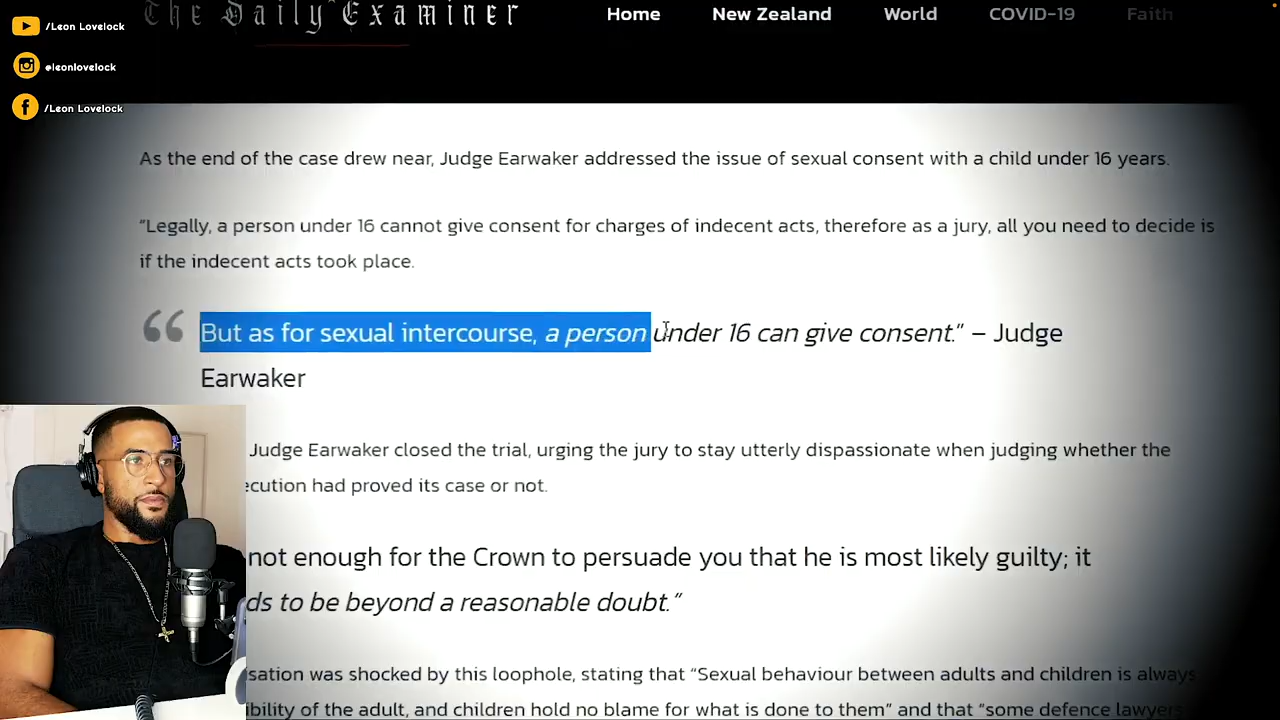 The Daily Examiner
Home New Zealand World COVID-19 Faith
/Leon Lovelock
@leonlovelock
/Leon Lovelock
As the end of the case drew near, Judge Earwaker addressed the issue of sexual consent with a child under 16 years.
“Legally, a person under 16 cannot give consent for charges of indecent acts, therefore as a jury, all you need to decide is
if the indecent acts took place.
“ But as for sexual intercourse, a person under 16 can give consent.” – Judge
Earwaker
Judge Earwaker closed the trial, urging the jury to stay utterly dispassionate when judging whether the
ecution had proved its case or not.
not enough for the Crown to persuade you that he is most likely guilty; it
ds to be beyond a reasonable doubt.”
sation was shocked by this loophole, stating that “Sexual behaviour between adults and children is always
ibility of the adult, and children hold no blame for what is done to them” and that “some defence lawyers